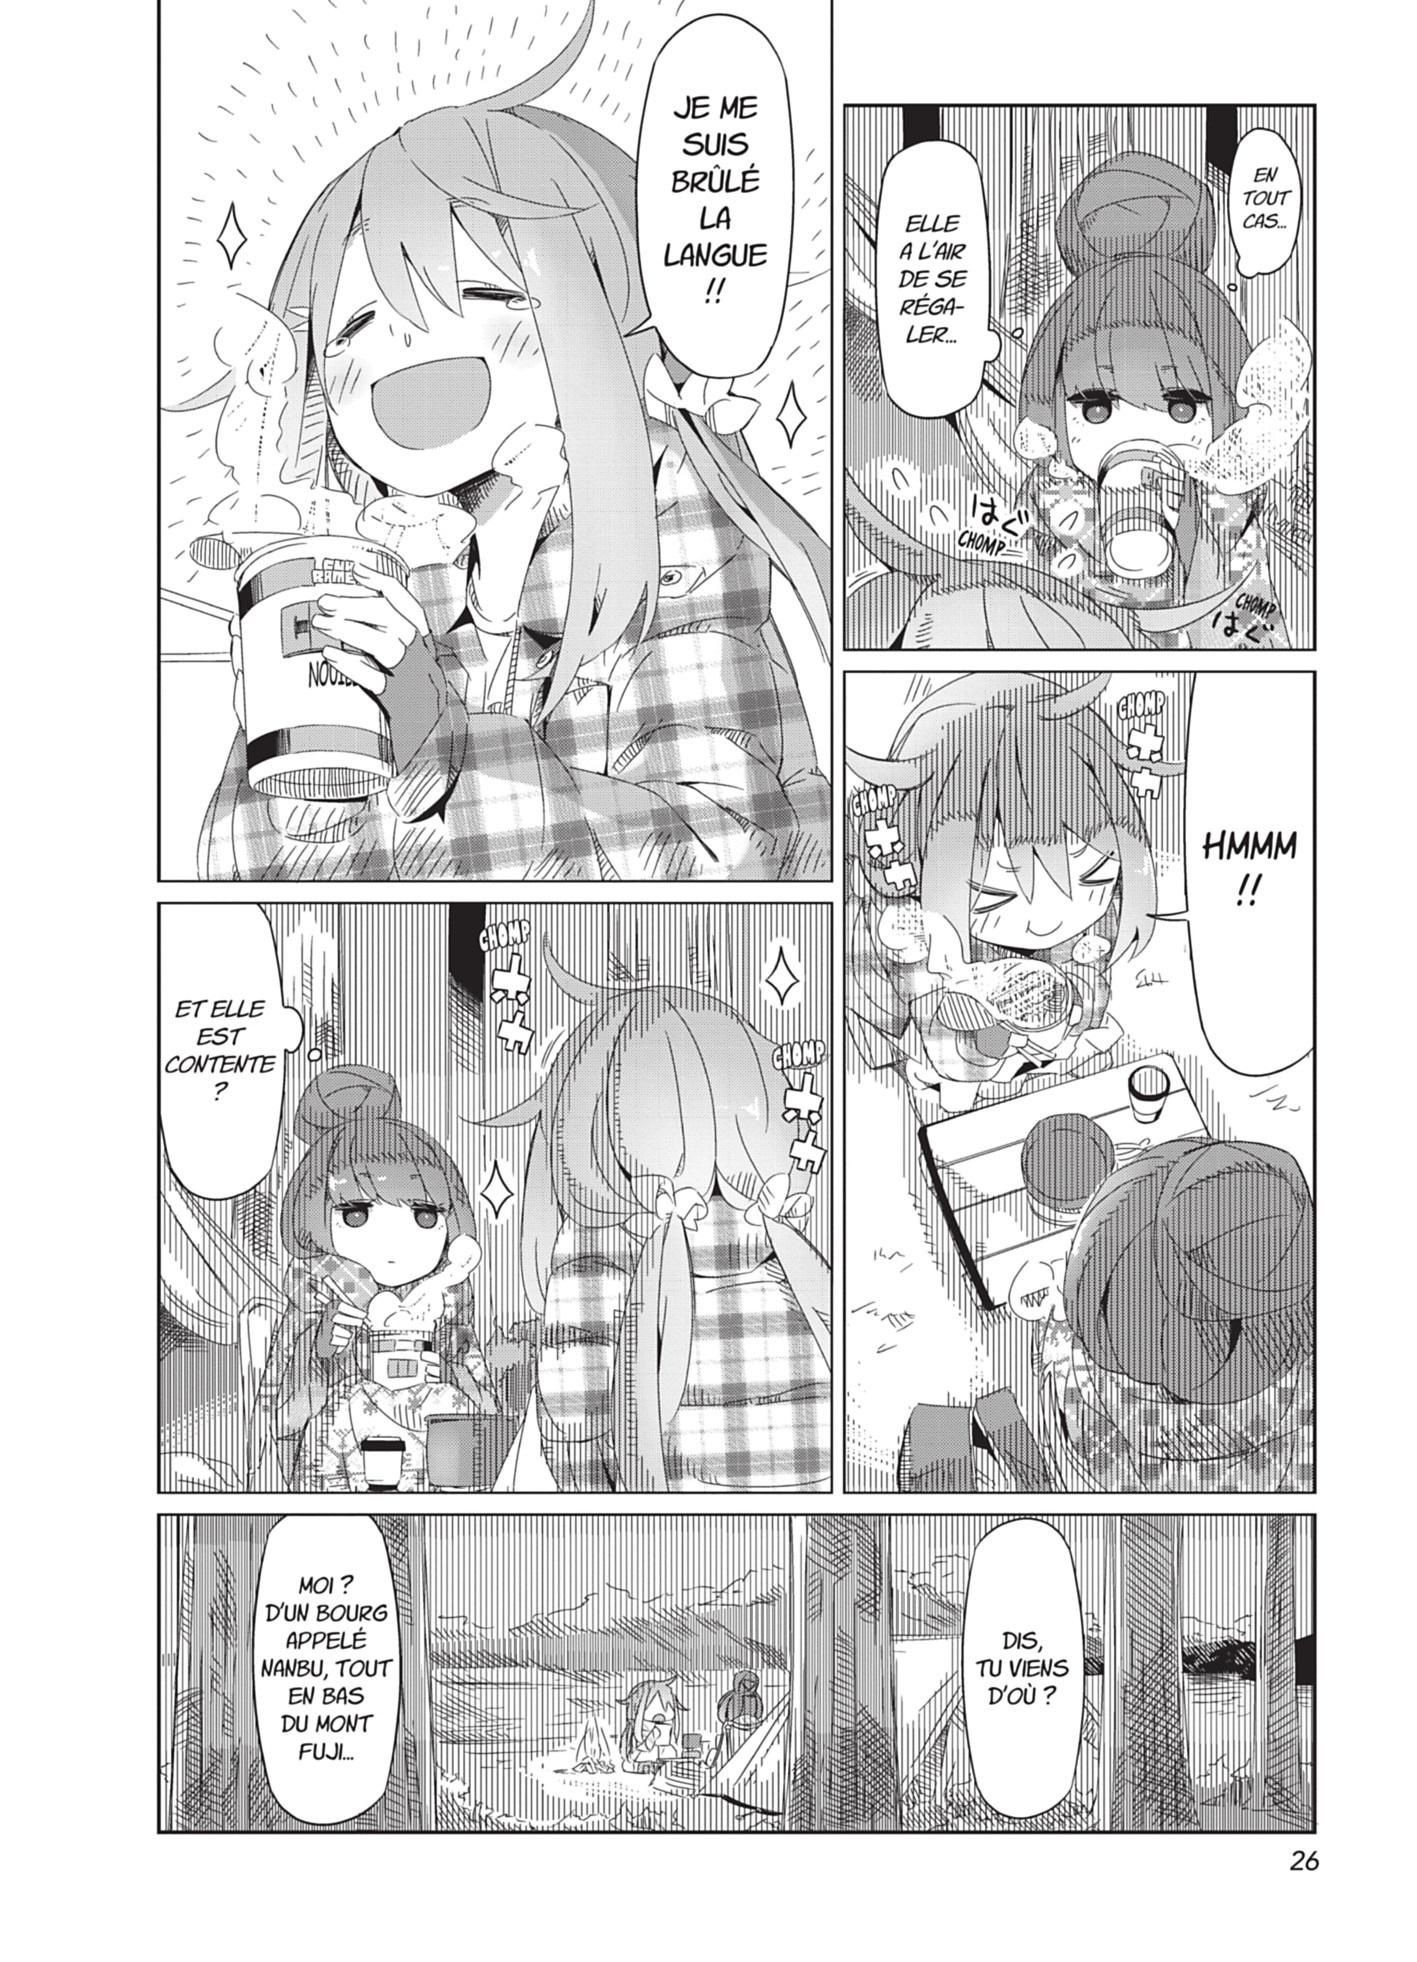 EN
TOUT
CAS...
ELLE
A L'AIR
DE SE
RÉGA-
LER...
はぐ
CHOMP
CHOMP
はぐ
CHOMP
CHOMP
HMMM
!!
JE ME
SUIS
BRÛLÉ
LA
LANGUE
!!
RAME
CHOMP
CHOMP
ET ELLE
EST
CONTENTE
?
DIS,
TU VIENS
D'OÙ ?
MOI ?
D'UN BOURG
APPELÉ
NANBU, TOUT
EN BAS
DU MONT
FUJI...
26